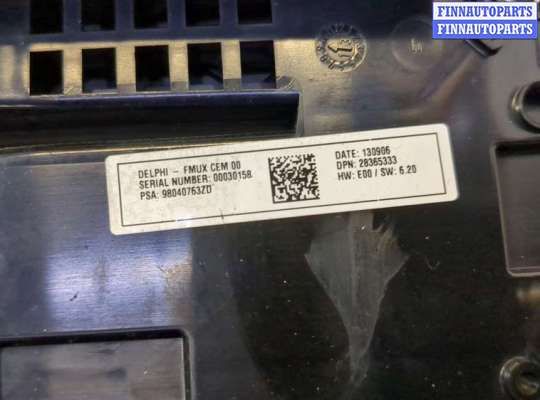 FINNAUTOPARTS
FINNAUTOPARTS
DELPHI - FMUX CEM 00
SERIAL NUMBER: 00030158
PSA: 98040763ZD
DATE: 130906
DPN: 28365333
HW: E00 / SW: 6.20